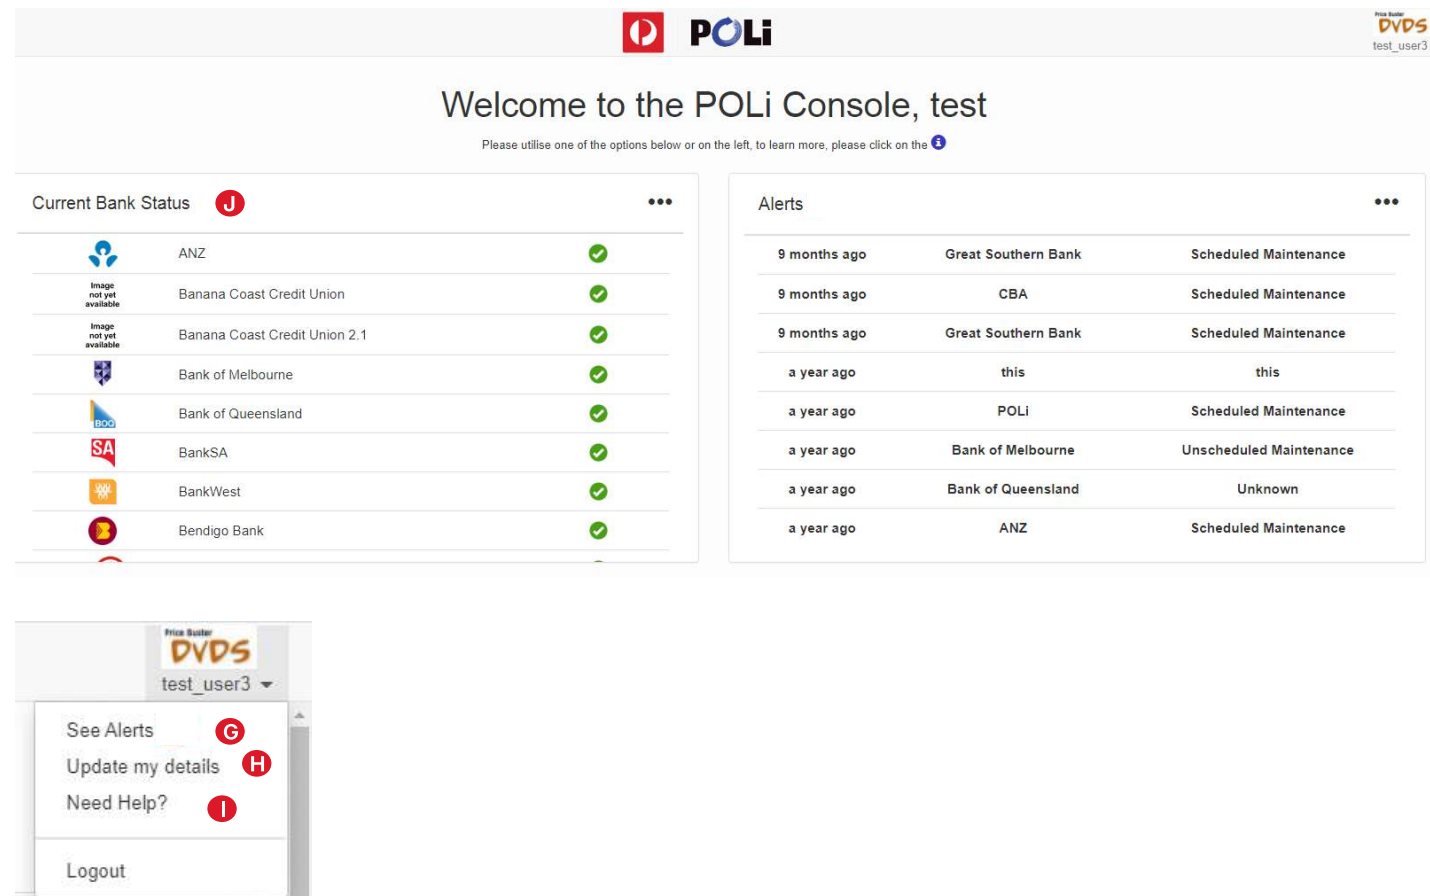 POLi
Price Buster
DVDS
test_user3
Welcome to the POLi Console, test
Please utilise one of the options below or on the left, to learn more, please click on the i
Current Bank Status J •••
ANZ
Image not yet available Banana Coast Credit Union
Image not yet available Banana Coast Credit Union 2.1
Bank of Melbourne
BOQ Bank of Queensland
SA BankSA
BankWest
B Bendigo Bank
Alerts •••
9 months ago Great Southern Bank Scheduled Maintenance
9 months ago CBA Scheduled Maintenance
9 months ago Great Southern Bank Scheduled Maintenance
a year ago this this
a year ago POLi Scheduled Maintenance
a year ago Bank of Melbourne Unscheduled Maintenance
a year ago Bank of Queensland Unknown
a year ago ANZ Scheduled Maintenance
Price Buster
DVDS
test_user3
See Alerts G
Update my details H
Need Help? I
Logout